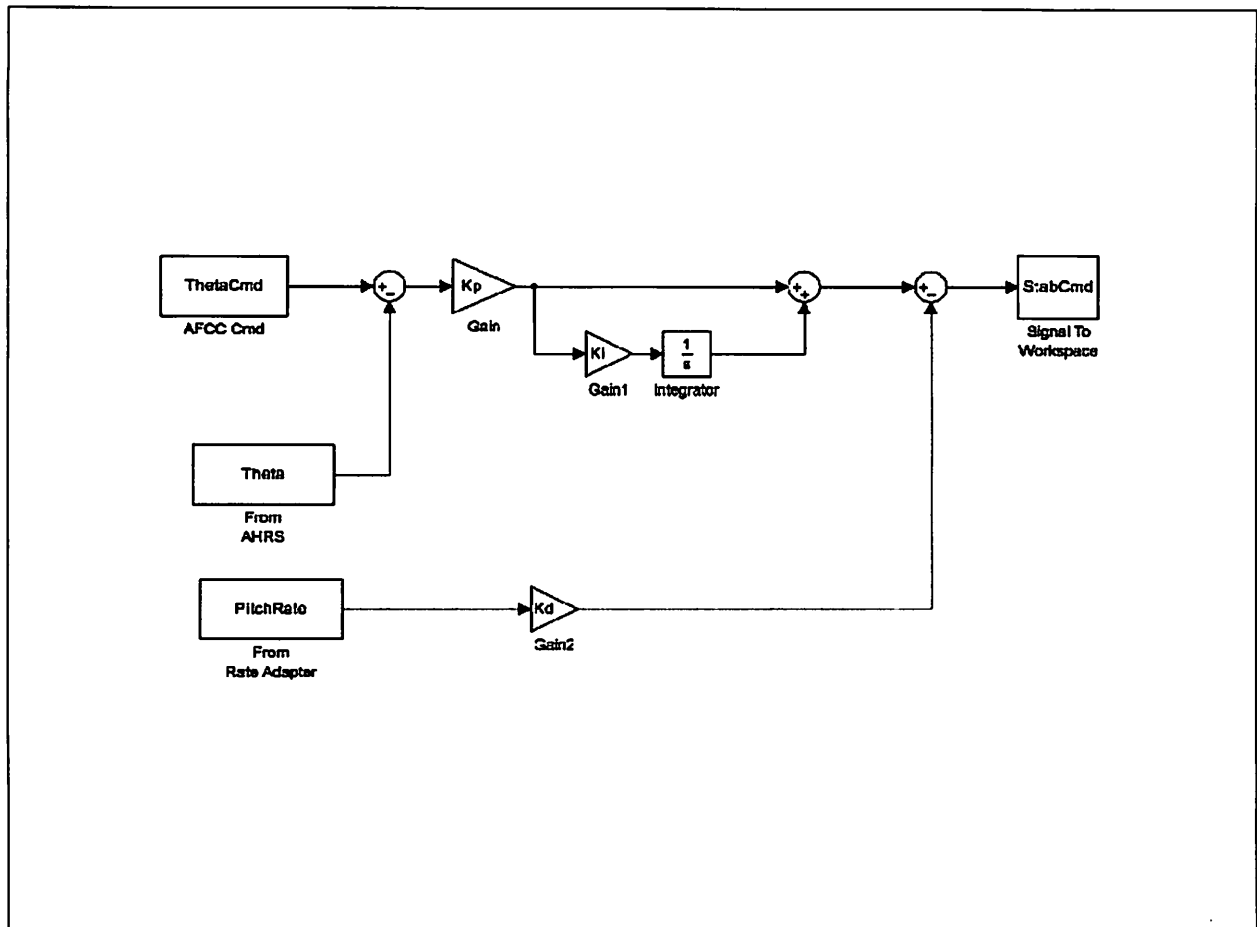 ThetaCmd
AFCC Cmd
+
-
Kp
Gain
+
+
+
-
StabCmd
Signal To
Workspace
Ki
Gain1
1
s
Integrator
Theta
From
AHRS
PitchRate
From
Rate Adapter
Kd
Gain2